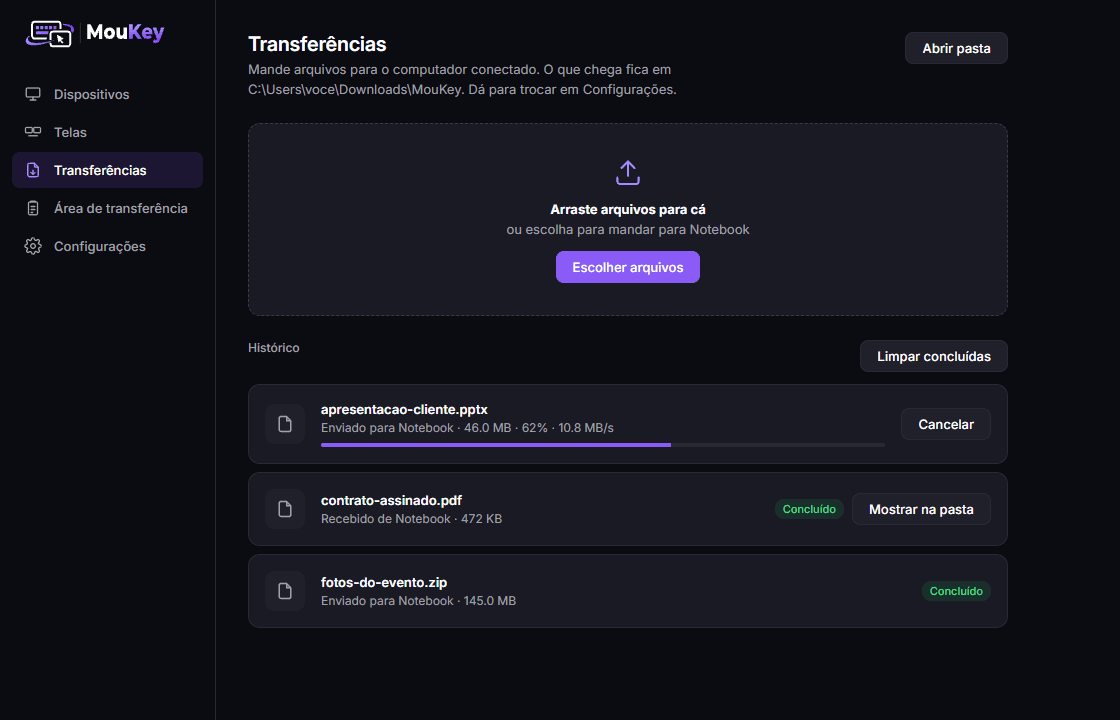 MouKey
Dispositivos
Telas
Transferências
Área de transferência
Configurações
Transferências
Mande arquivos para o computador conectado. O que chega fica em
C:\Users\voce\Downloads\MouKey. Dá para trocar em Configurações.
Abrir pasta
Arraste arquivos para cá
ou escolha para mandar para Notebook
Escolher arquivos
Histórico
Limpar concluídas
apresentacao-cliente.pptx
Enviado para Notebook · 46.0 MB · 62% · 10.8 MB/s
Cancelar
contrato-assinado.pdf
Recebido de Notebook · 472 KB
Concluído
Mostrar na pasta
fotos-do-evento.zip
Enviado para Notebook · 145.0 MB
Concluído